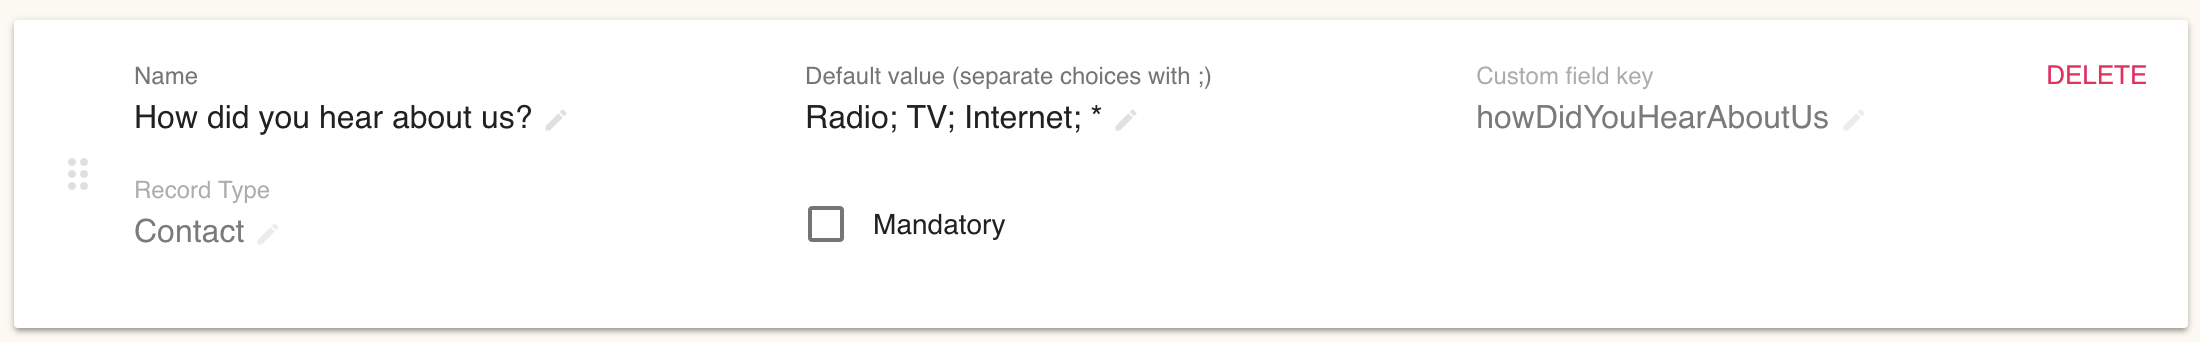 Name
How did you hear about us?
Default value (separate choices with ;)
Radio; TV; Internet; *
Custom field key
howDidYouHearAboutUs
DELETE
Record Type
Contact
Mandatory